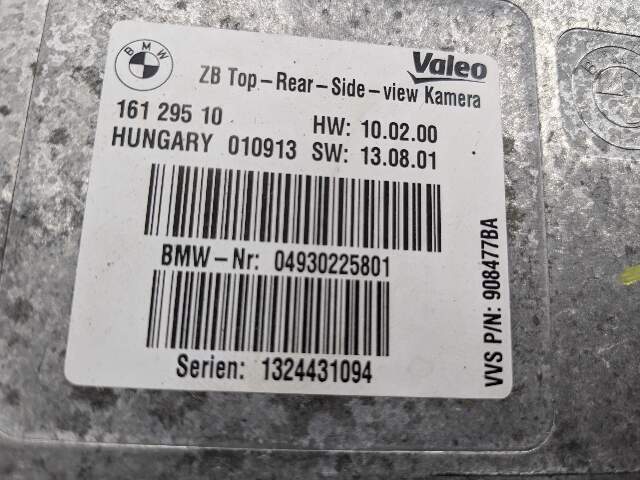 BMW
Valeo
ZB Top-Rear-Side-view Kamera
161 295 10 HW: 10.02.00
HUNGARY 010913 SW: 13.08.01
BMW-Nr: 04930225801
Serien: 1324431094
VVS P/N: 908477BA